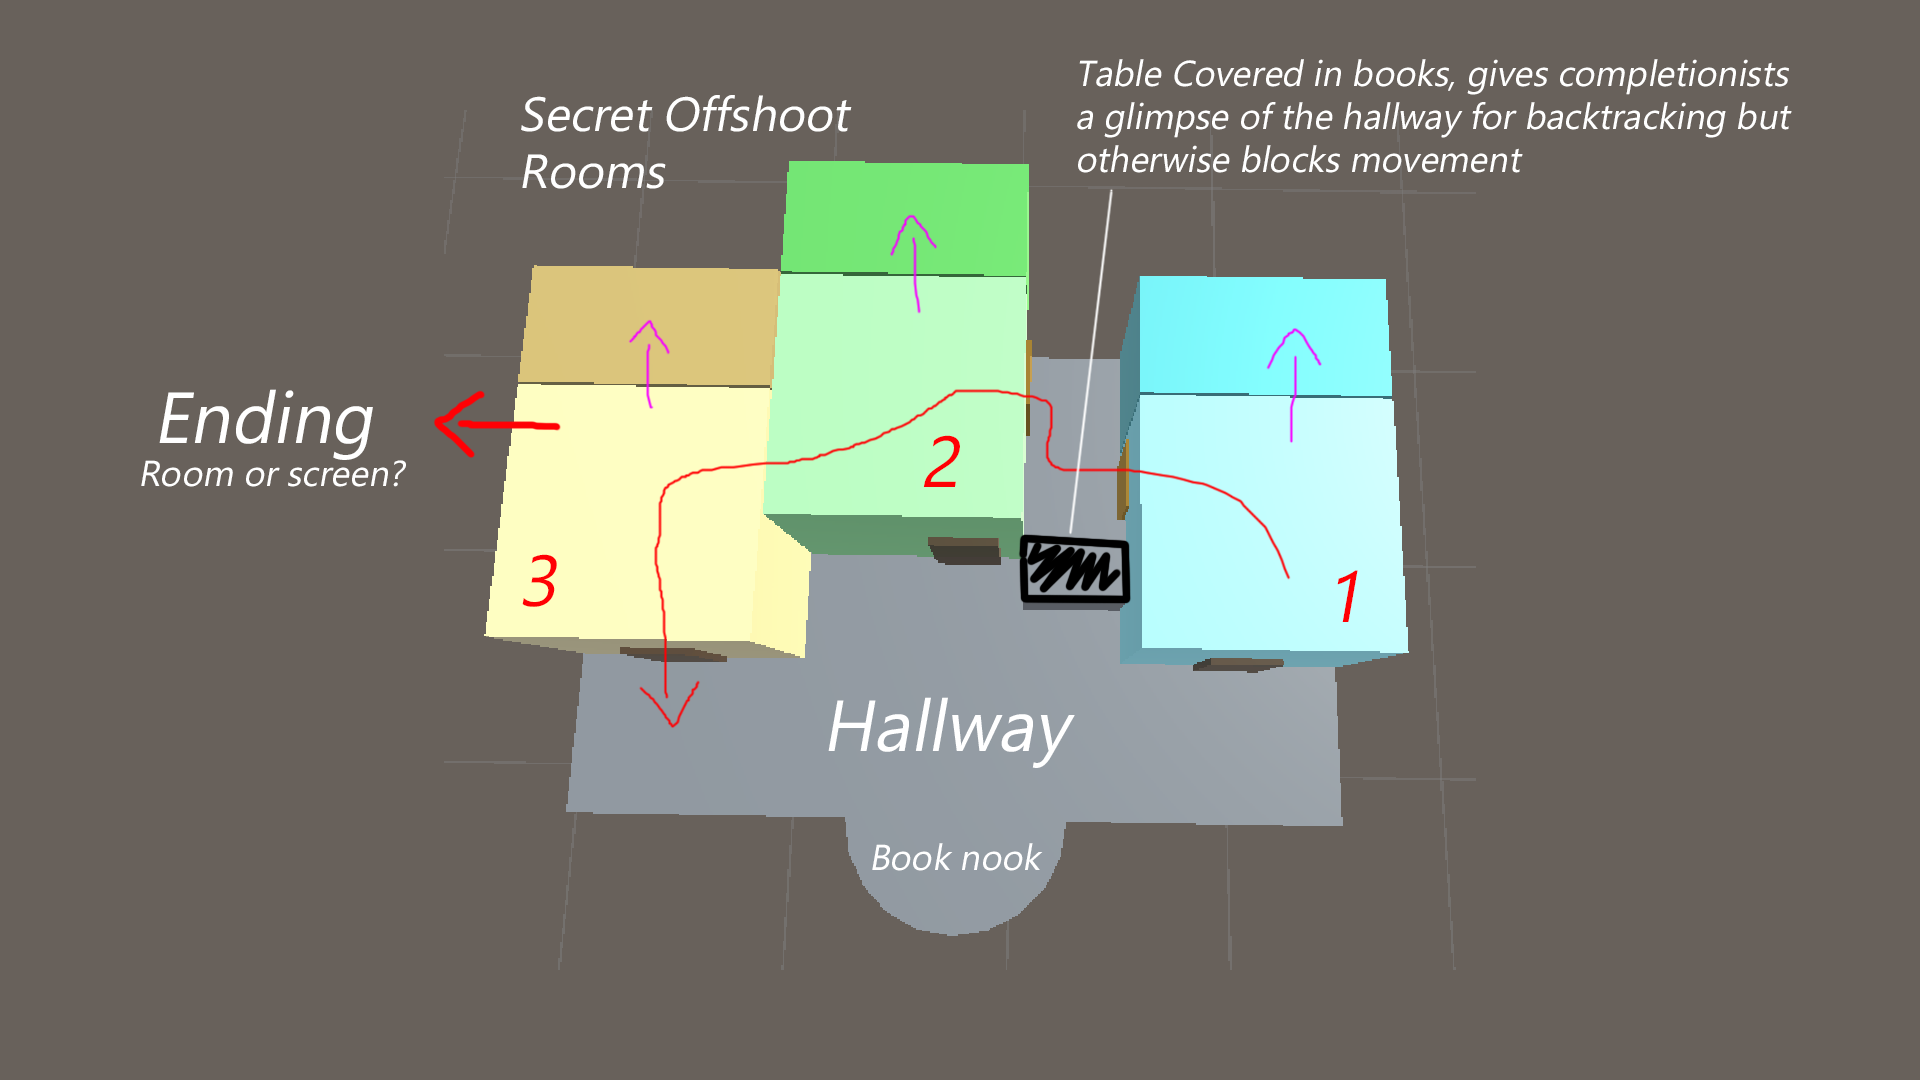 Table Covered in books, gives completionists
a glimpse of the hallway for backtracking but
otherwise blocks movement
Secret Offshoot
Rooms
Ending
Room or screen?
2
3
1
Hallway
Book nook